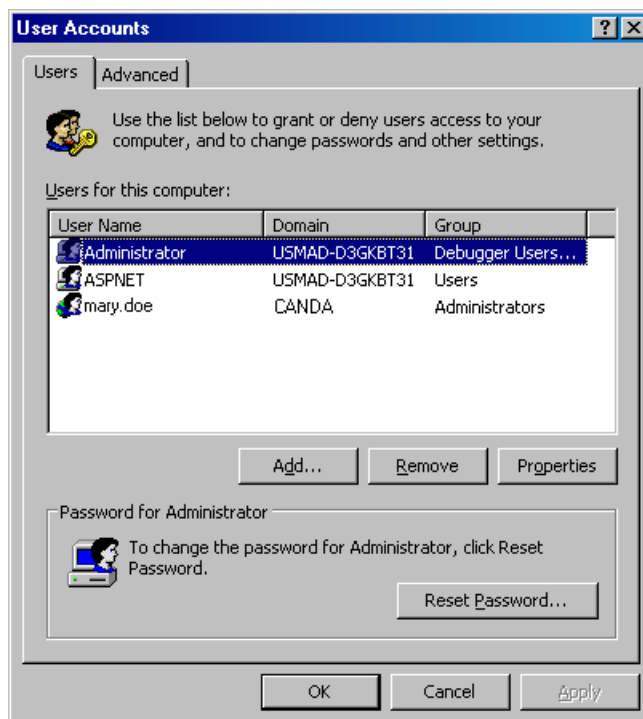 User Accounts
Users Advanced
Use the list below to grant or deny users access to your
computer, and to change passwords and other settings.
Users for this computer:
User Name Domain Group
Administrator USMAD-D3GKBT31 Debugger Users...
ASPNET USMAD-D3GKBT31 Users
mary.doe CANDA Administrators
Add... Remove Properties
Password for Administrator
To change the password for Administrator, click Reset
Password.
Reset Password...
OK Cancel Apply